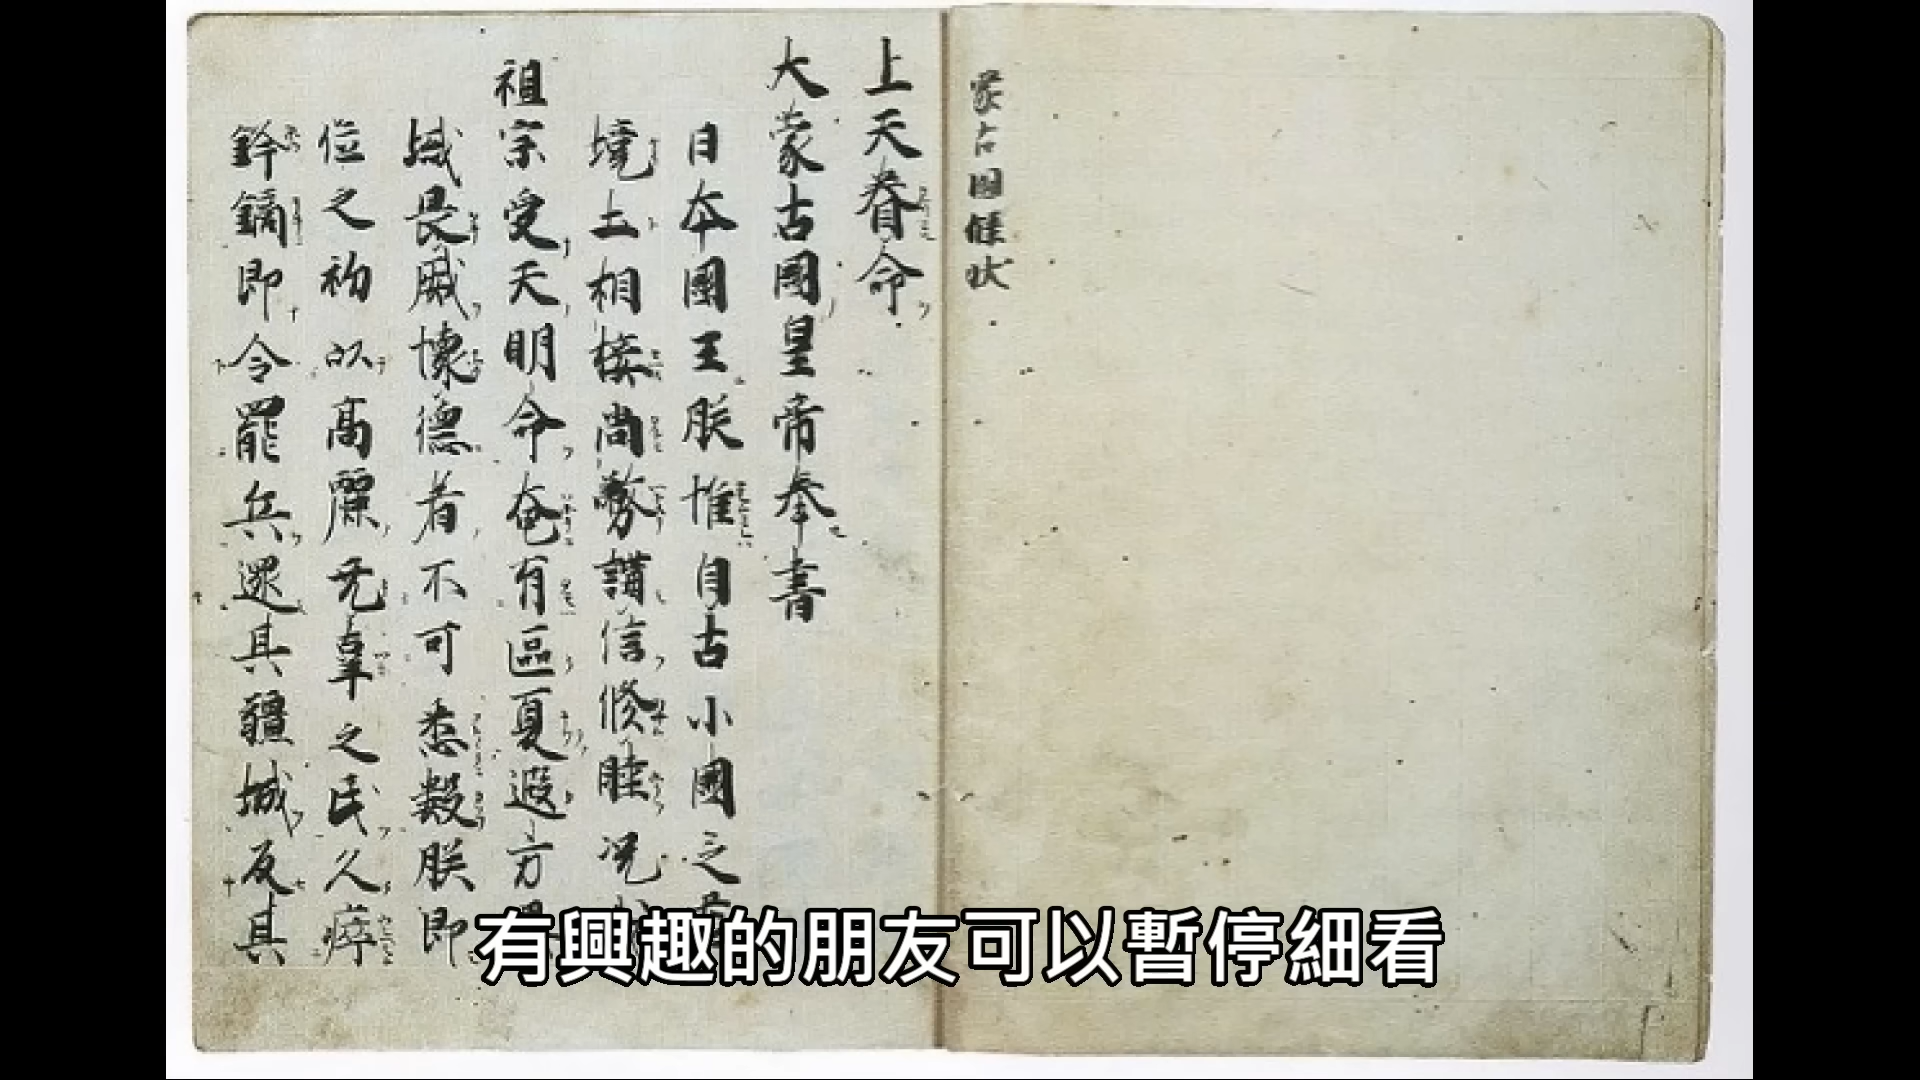 蒙古國牒状
上天眷命
大蒙古國皇帝奉書
日本國王朕惟自古小國之
境土相接尚務講信修睦况
祖宗受天明命奄有區夏遐方
域畏威懷德者不可悉數朕即
位之初以高麗无辜之民久瘁
鋒鏑即令罷兵還其疆域反其
有興趣的朋友可以暫停細看